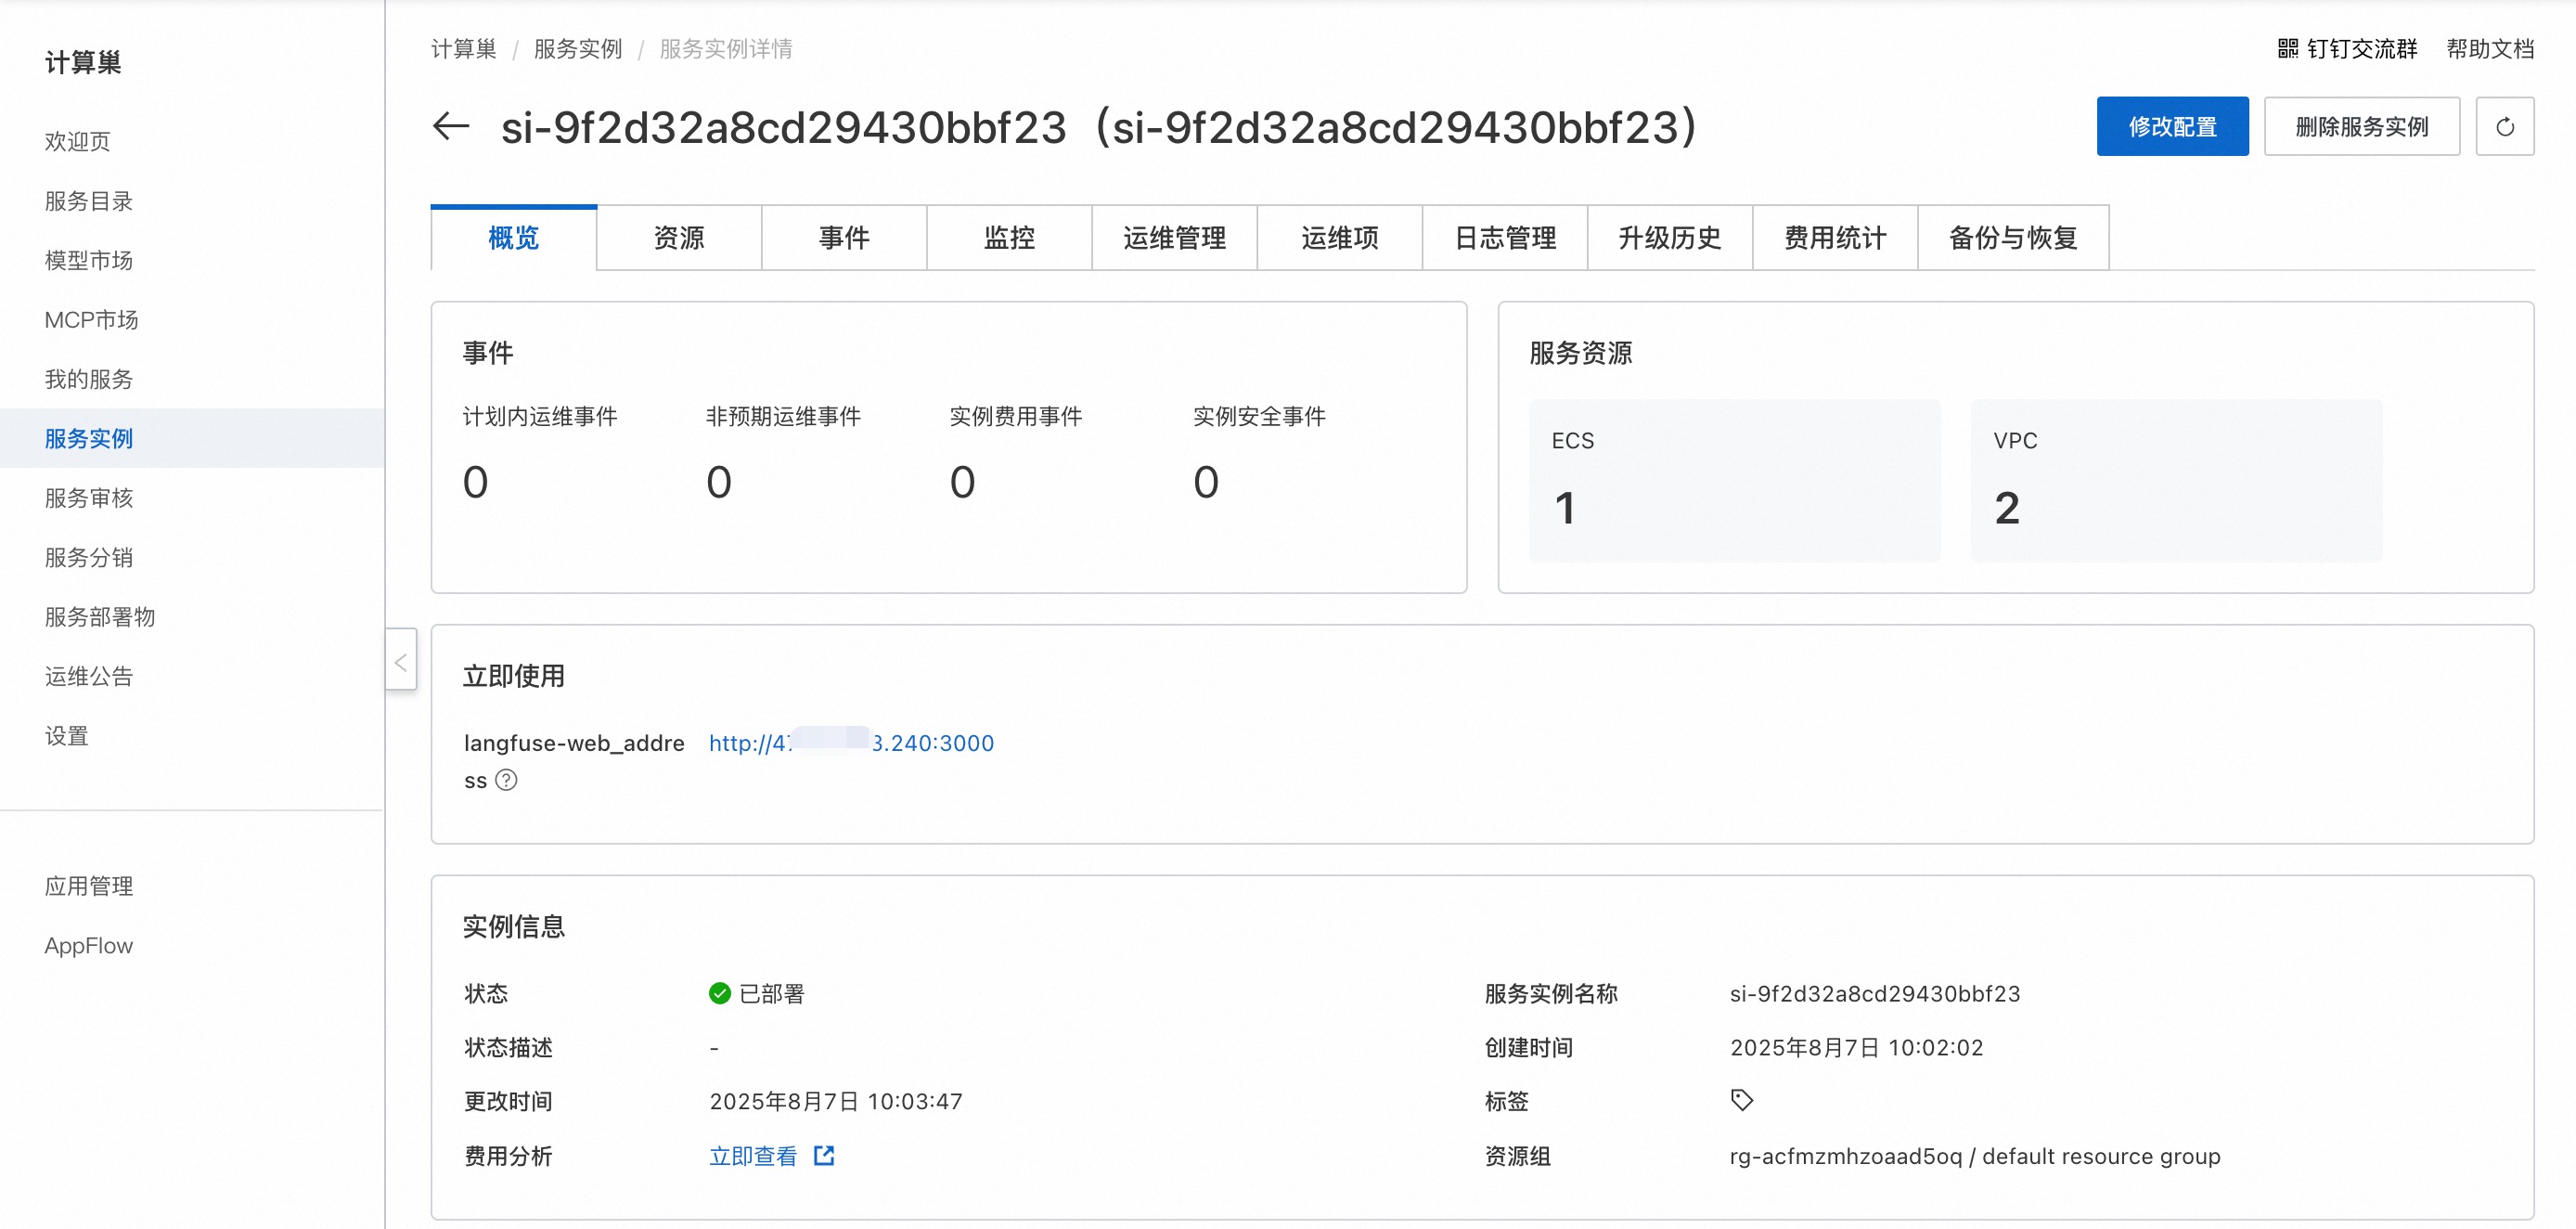 计算巢
欢迎页
服务目录
模型市场
MCP市场
我的服务
服务实例
服务审核
服务分销
服务部署物
运维公告
设置
应用管理
AppFlow
计算巢 / 服务实例 / 服务实例详情
钉钉交流群 帮助文档
si-9f2d32a8cd29430bbf23（si-9f2d32a8cd29430bbf23）
修改配置 删除服务实例
概览 资源 事件 监控 运维管理 运维项 日志管理 升级历史 费用统计 备份与恢复
事件
计划内运维事件 非预期运维事件 实例费用事件 实例安全事件
0 0 0 0
服务资源
ECS VPC
1 2
立即使用
langfuse-web_addre http://47 3.240:3000
ss
实例信息
状态 已部署 服务实例名称 si-9f2d32a8cd29430bbf23
状态描述 - 创建时间 2025年8月7日 10:02:02
更改时间 2025年8月7日 10:03:47 标签
费用分析 立即查看 资源组 rg-acfmzmhzoaad5oq / default resource group